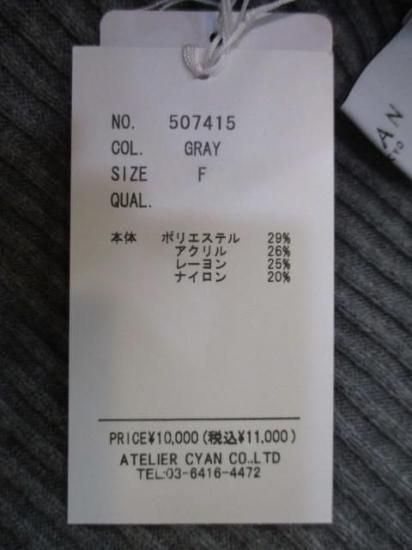 NO. 507415
COL. GRAY
SIZE F
QUAL.
本体 ポリエステル 29%
アクリル 26%
レーヨン 25%
ナイロン 20%
PRICE¥10,000(税込¥11,000)
ATELIER CYAN CO.,LTD
TEL:03-6416-4472